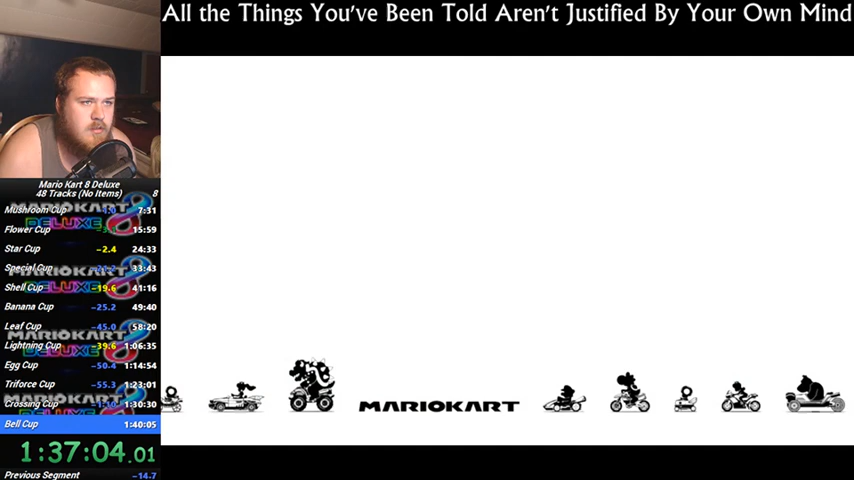 All the Things You've Been Told Aren't Justified By Your Own Mind
Mario Kart 8 Deluxe
48 Tracks (No Items) 8
Mushroom Cup 7:31
Flower Cup 15:59
Star Cup −2.4 24:33
Special Cup 33:43
Shell Cup −19.6 41:16
Banana Cup −25.2 49:40
Leaf Cup −45.0 58:20
Lightning Cup −39.6 1:06:35
Egg Cup −50.4 1:14:54
Triforce Cup −55.3 1:23:01
Crossing Cup 1:30:30
Bell Cup 1:40:05
1:37:04.01
Previous Segment −14.7
MARIOKART